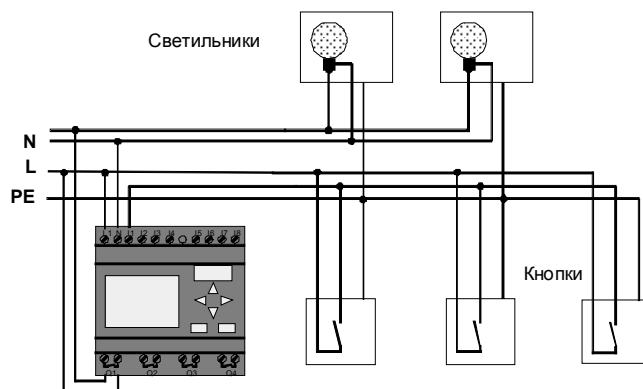 Светильники
N
L
PE
L1 N I1 I2 I3 I4 I5 I6 I7 I8
Кнопки
Q1 Q2 Q3 Q4